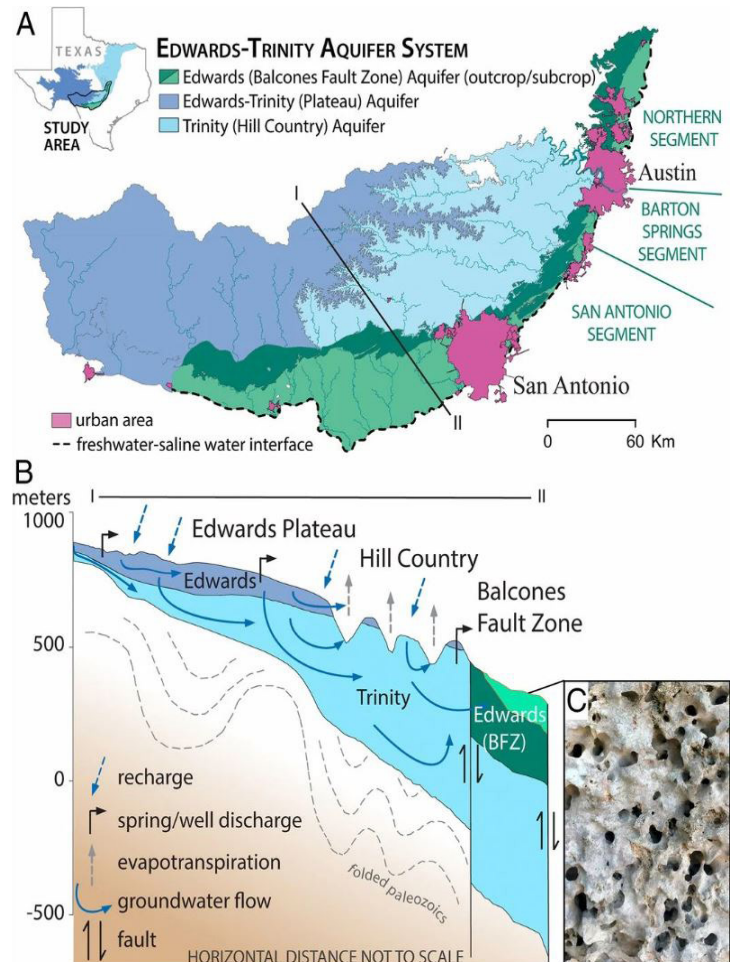 A
TEXAS
STUDY
AREA
EDWARDS-TRINITY AQUIFER SYSTEM
Edwards (Balcones Fault Zone) Aquifer (outcrop/subcrop)
Edwards-Trinity (Plateau) Aquifer
Trinity (Hill Country) Aquifer
NORTHERN
SEGMENT
Austin
BARTON
SPRINGS
SEGMENT
SAN ANTONIO
SEGMENT
I
San Antonio
II
urban area
freshwater-saline water interface
0 60 Km
B
meters
I II
1000
Edwards Plateau
Hill Country
Balcones
Fault Zone
Edwards
500
Trinity
Edwards
(BFZ)
C
0
recharge
spring/well discharge
evapotranspiration
groundwater flow
-500
fault
folded paleozoics
HORIZONTAL DISTANCE NOT TO SCALE